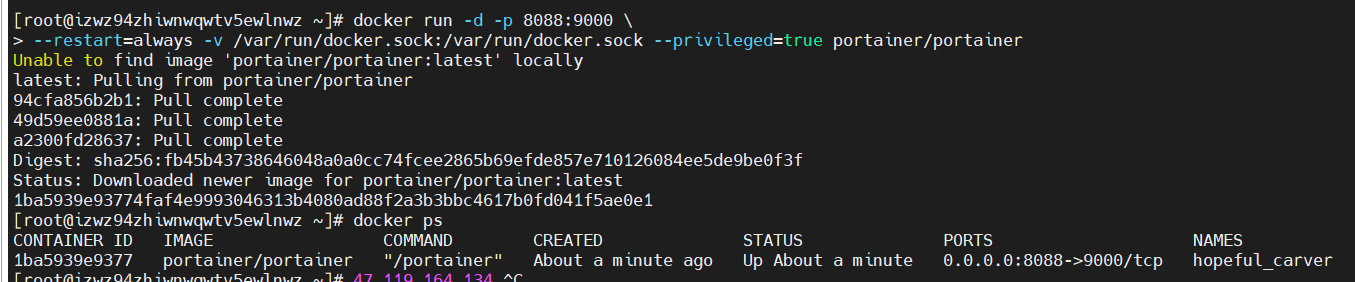 [root@izwz94zhiwnwqwtv5ewlnwz ~]# docker run -d -p 8088:9000 \
> --restart=always -v /var/run/docker.sock:/var/run/docker.sock --privileged=true portainer/portainer
Unable to find image 'portainer/portainer:latest' locally
latest: Pulling from portainer/portainer
94cfa856b2b1: Pull complete
49d59ee0881a: Pull complete
a2300fd28637: Pull complete
Digest: sha256:fb45b43738646048a0a0cc74fcee2865b69efde857e710126084ee5de9be0f3f
Status: Downloaded newer image for portainer/portainer:latest
1ba5939e93774faf4e9993046313b4080ad88f2a3b3bbc4617b0fd041f5ae0e1
[root@izwz94zhiwnwqwtv5ewlnwz ~]# docker ps
CONTAINER ID IMAGE COMMAND CREATED STATUS PORTS NAMES
1ba5939e9377 portainer/portainer "/portainer" About a minute ago Up About a minute 0.0.0.0:8088->9000/tcp hopeful_carver
[root@izwz94zhiwnwqwtv5ewlnwz ~]# 47.119.164.134 ^C